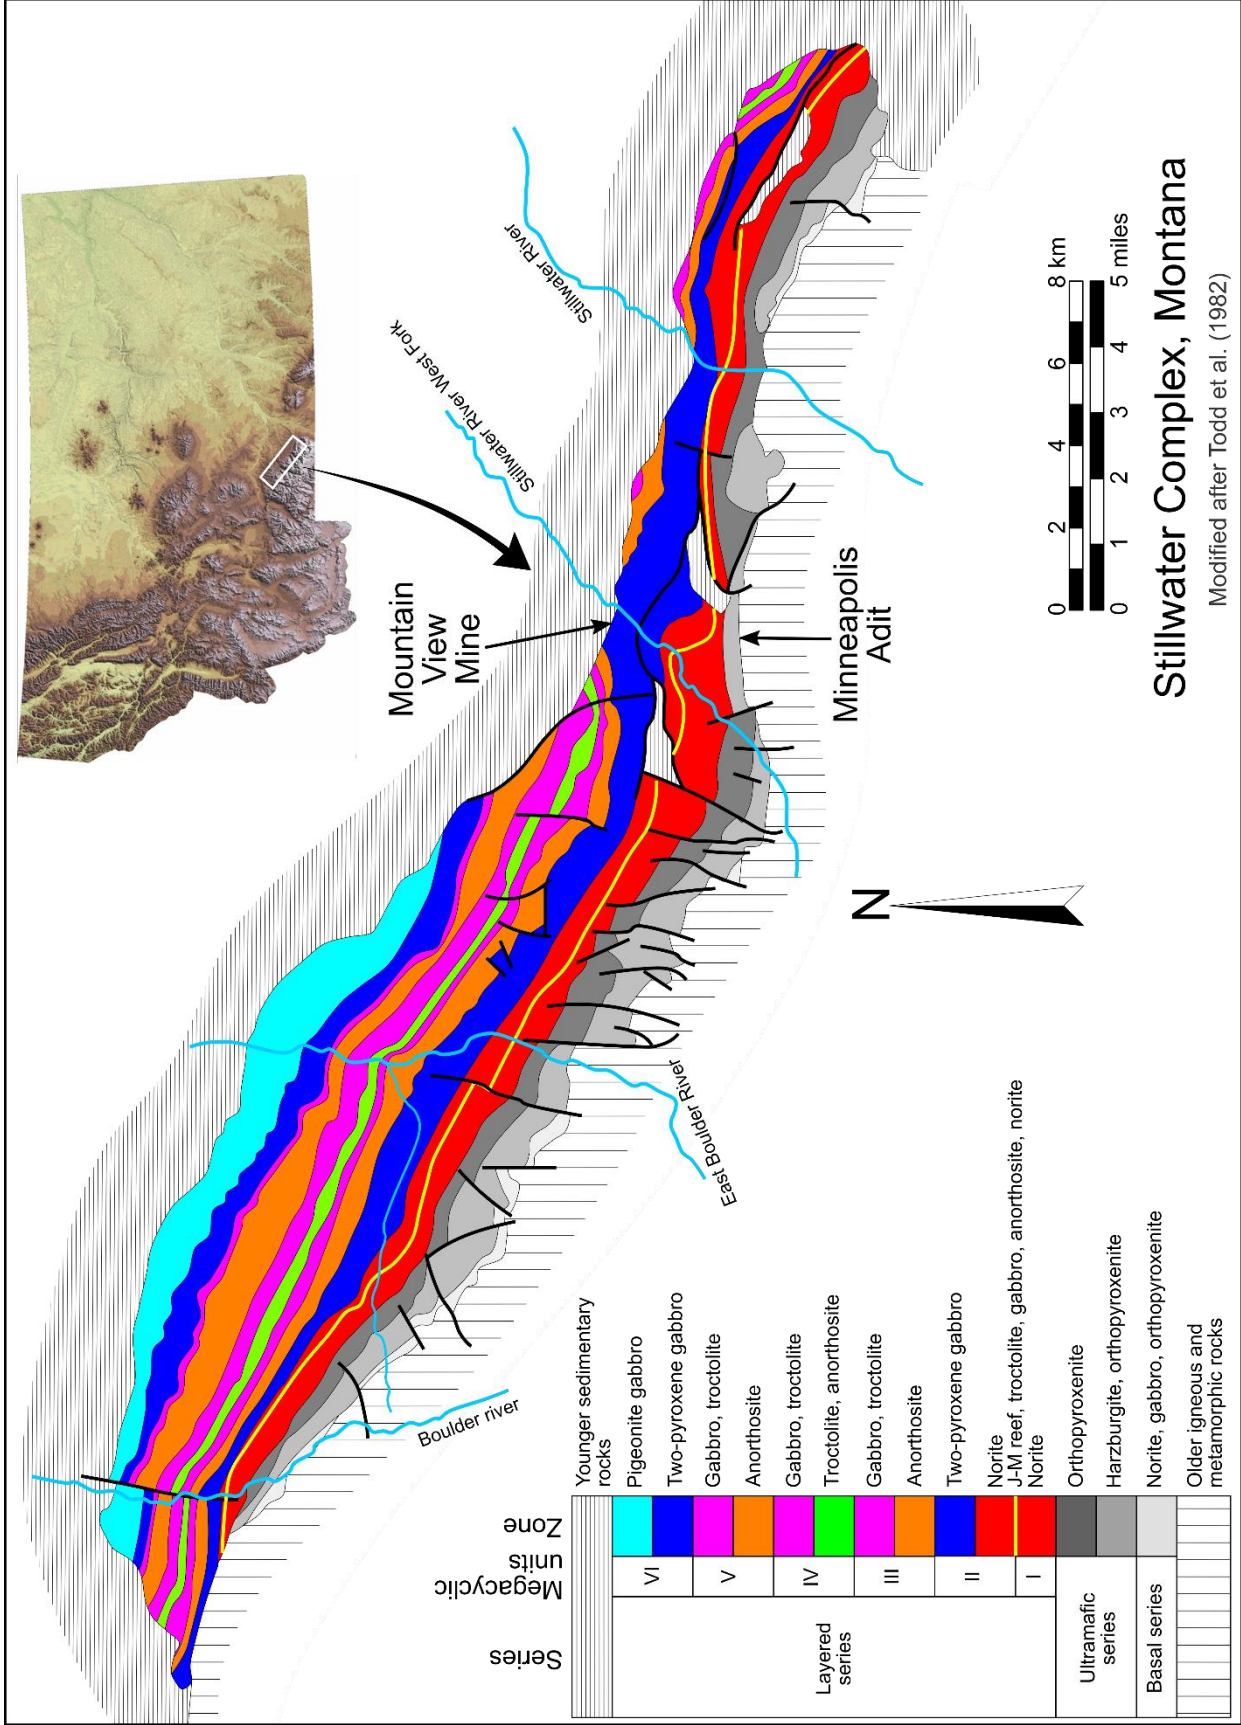 Mountain
View
Mine
Stillwater River West Fork
Stillwater River
Mineapolis
Adit
N
East Boulder River
Boulder river
0 2 4 6 8 km
0 1 2 3 4 5 miles
Stillwater Complex, Montana
Modified after Todd et al. (1982)
Series
Megacyclic
units
Zone
Younger sedimentary
rocks
Layered
series
VI
Pigeonite gabbro
Two-pyroxene gabbro
V
Gabbro, troctolite
Anorthosite
IV
Gabbro, troctolite
Troctolite, anorthosite
III
Gabbro, troctolite
Anorthosite
II
Two-pyroxene gabbro
Norite
J-M reef, troctolite, gabbro, anorthosite, norite
I
Norite
Ultramafic
series
Orthopyroxenite
Harzburgite, orthopyroxenite
Basal series
Norite, gabbro, orthopyroxenite
Older igneous and
metamorphic rocks